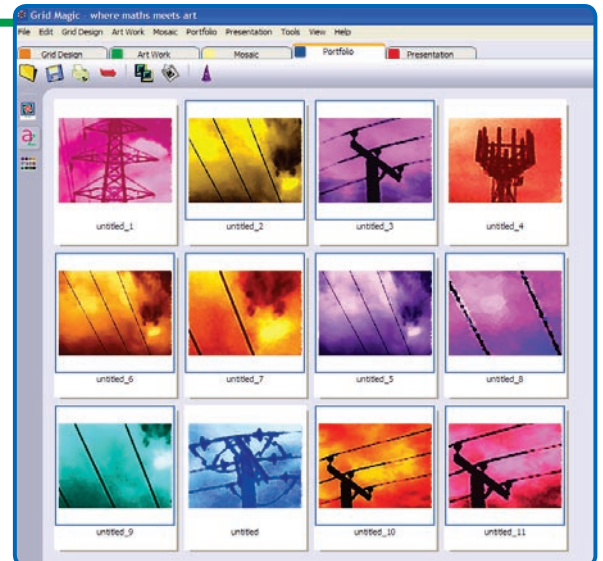 Grid Magic - where maths meets art
File Edit Grid Design Art Work Mosaic Portfolio Presentation Tools View Help
Grid Design Art Work Mosaic Portfolio Presentation
untitled_1 untitled_2 untitled_3 untitled_4
untitled_6 untitled_7 untitled_5 untitled_8
untitled_9 untitled untitled_10 untitled_11